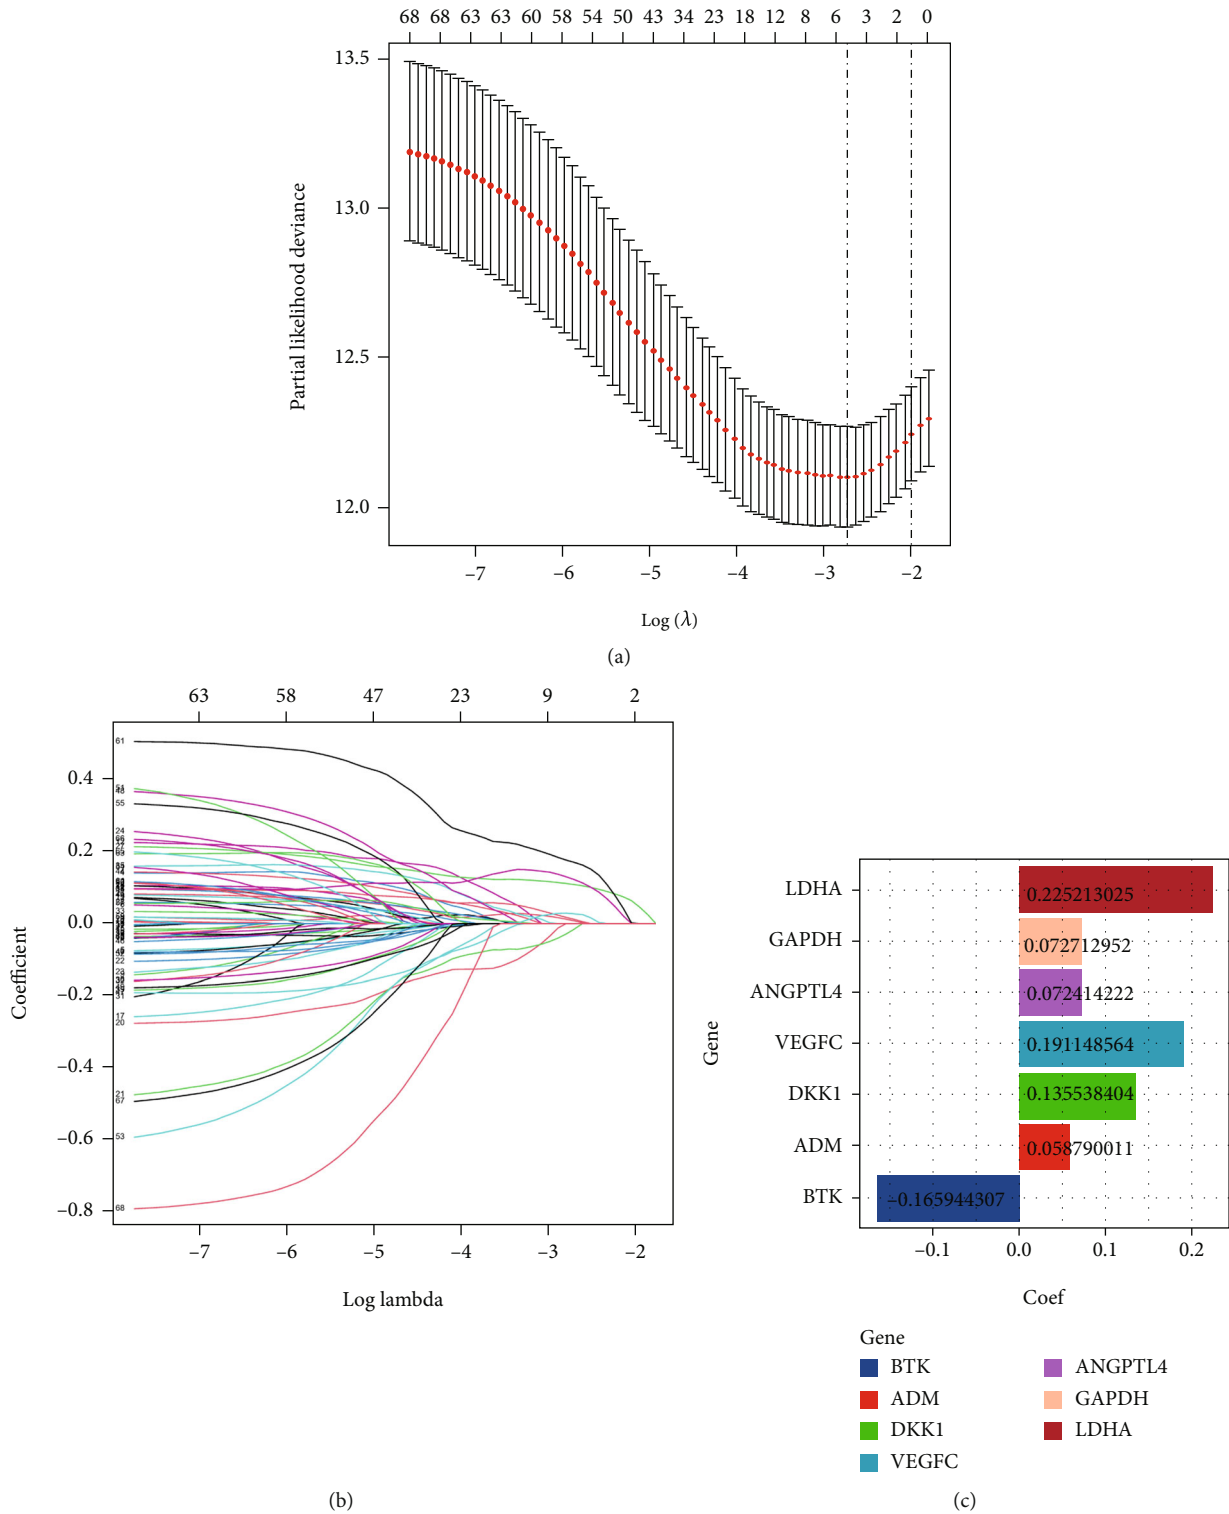 68 68 63 63 60 58 54 50 43 34 23 18 12 8 6 3 2 0
13.5
13.0
12.5
12.0
Partial likelihood deviance
–7 –6 –5 –4 –3 –2
Log (λ)
(a)
63 58 47 23 9 2
0.4
0.2
0.0
–0.2
–0.4
–0.6
–0.8
Coefficient
61
55
24
22
31
17
20
21
67
53
68
–7 –6 –5 –4 –3 –2
Log lambda
(b)
Gene
LDHA 0.225213025
GAPDH 0.072712952
ANGPTL4 0.072414222
VEGFC 0.191148564
DKK1 0.135538404
ADM 0.058790011
BTK –0.165944307
–0.1 0.0 0.1 0.2
Coef
Gene
BTK ANGPTL4
ADM GAPDH
DKK1 LDHA
VEGFC
(c)